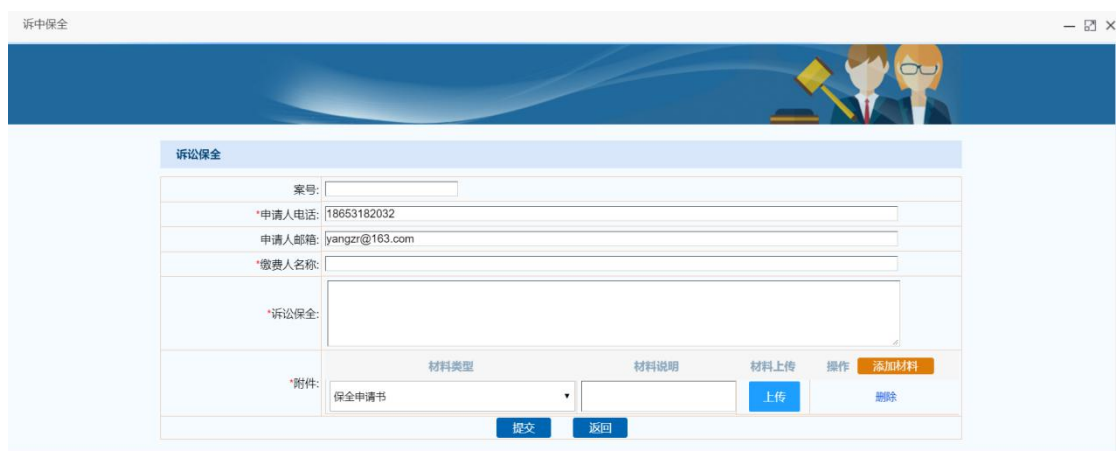 诉中保全
诉讼保全
案号:
*申请人电话: 18653182032
申请人邮箱: yangzr@163.com
*缴费人名称:
*诉讼保全:
材料类型 材料说明 材料上传 操作 添加材料
*附件:
保全申请书 上传 删除
提交 返回